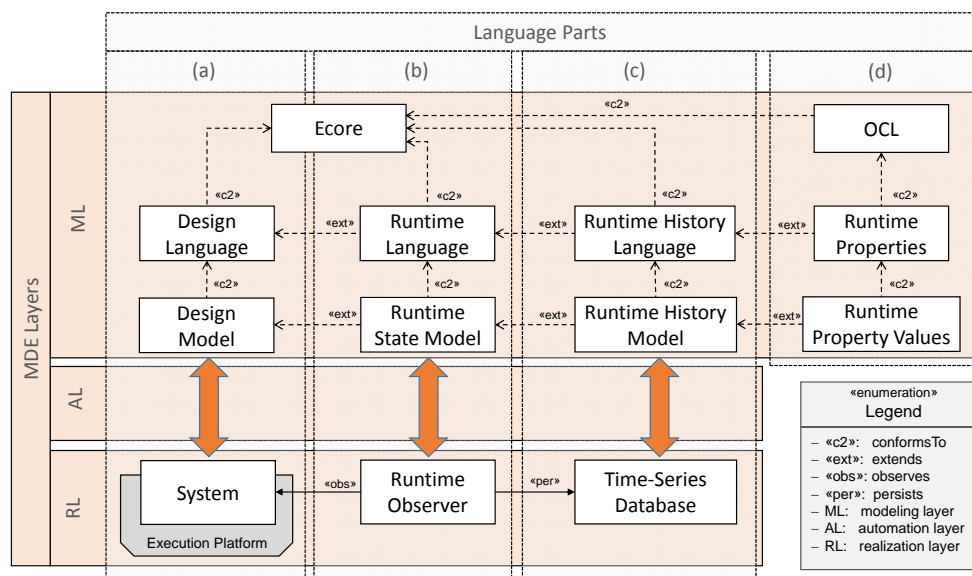 Language Parts
(a)
(b)
(c)
(d)
MDE Layers
ML
Ecore
«c2»
OCL
«c2»
«c2»
«c2»
«c2»
Design
Language
«ext»
Runtime
Language
«ext»
Runtime History
Language
«ext»
Runtime
Properties
«c2»
«c2»
«c2»
«c2»
Design
Model
«ext»
Runtime
State Model
«ext»
Runtime History
Model
«ext»
Runtime
Property Values
AL
RL
System
Execution Platform
«obs»
Runtime
Observer
«per»
Time-Series
Database
«enumeration»
Legend
– «c2»: conformsTo
– «ext»: extends
– «obs»: observes
– «per»: persists
– ML: modeling layer
– AL: automation layer
– RL: realization layer